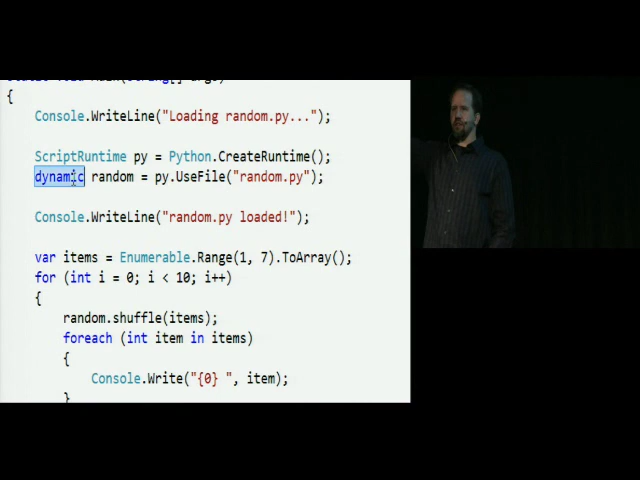 {
Console.WriteLine("Loading random.py...");
ScriptRuntime py = Python.CreateRuntime();
dynamic random = py.UseFile("random.py");
Console.WriteLine("random.py loaded!");
var items = Enumerable.Range(1, 7).ToArray();
for (int i = 0; i < 10; i++)
{
random.shuffle(items);
foreach (int item in items)
{
Console.Write("{0} ", item);
}